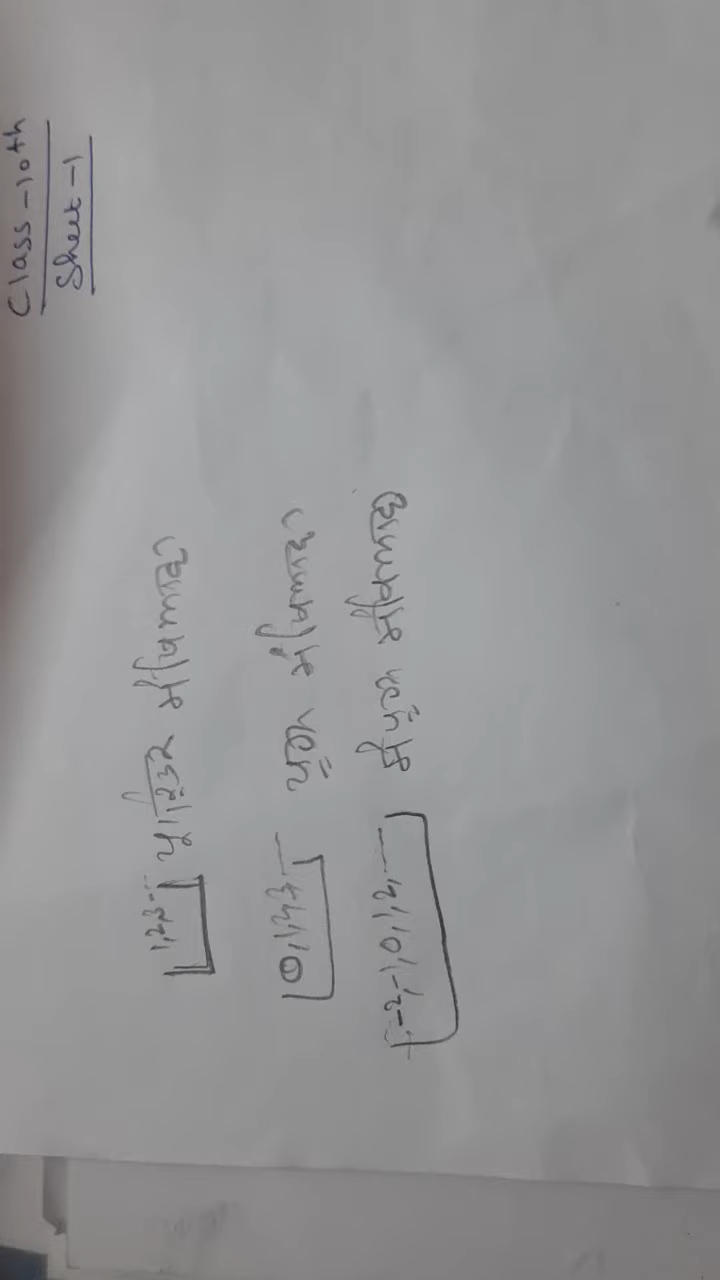 Class-10th
Sheet-1
1,2,3--- ਸੰਖਿਆਵਾਂ
0,1,2,3,-- ਪੂਰਨ ਸੰਖਿਆਵਾਂ
--2,-1,0,1,2,--- ਸੰਪੂਰਨ ਸੰਖਿਆਵਾਂ